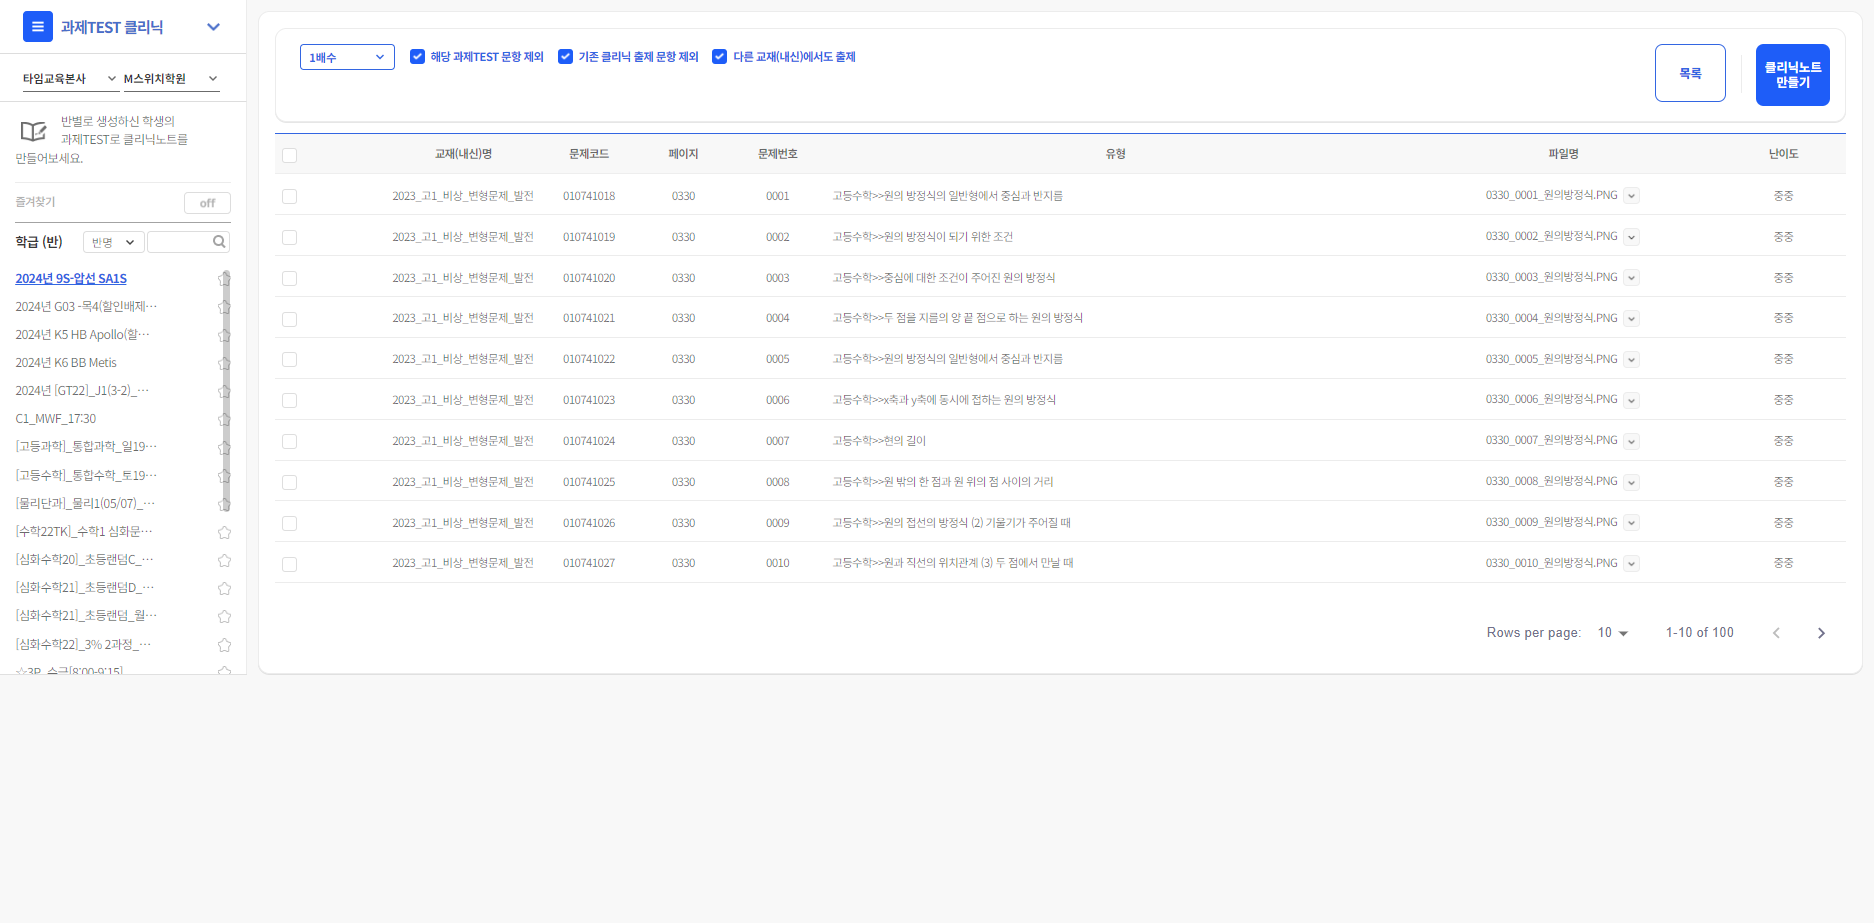 과제TEST 클리닉
타임교육본사 M스위치학원
반별로 생성하신 학생의
과제TEST로 클리닉노트를
만들어보세요.
즐겨찾기 off
학급 (반) 반명
2024년 9S-압선 SA1S
2024년 G03 -목4(할인배제…
2024년 K5 HB Apollo(할…
2024년 K6 BB Metis
2024년 [GT22]_J1(3-2)_…
C1_MWF_17:30
[고등과학]_통합과학_일19…
[고등수학]_통합수학_토19…
[물리단과]_물리1(05/07)_…
[수학22TK]_수학1 심화문…
[심화수학20]_초등랜덤C_…
[심화수학21]_초등랜덤D_…
[심화수학21]_초등랜덤_월…
[심화수학22]_3% 2과정_…
☆3P_수금[8'00-9'15]
1배수 해당 과제TEST 문항 제외 기존 클리닉 출제 문항 제외 다른 교재(내신)에서도 출제
목록
클리닉노트
만들기
교재(내신)명 문제코드 페이지 문제번호 유형 파일명 난이도
2023_고1_비상_변형문제_발전 010741018 0330 0001 고등수학>>원의 방정식의 일반형에서 중심과 반지름 0330_0001_원의방정식.PNG 중중
2023_고1_비상_변형문제_발전 010741019 0330 0002 고등수학>>원의 방정식이 되기 위한 조건 0330_0002_원의방정식.PNG 중중
2023_고1_비상_변형문제_발전 010741020 0330 0003 고등수학>>중심에 대한 조건이 주어진 원의 방정식 0330_0003_원의방정식.PNG 중중
2023_고1_비상_변형문제_발전 010741021 0330 0004 고등수학>>두 점을 지름의 양 끝 점으로 하는 원의 방정식 0330_0004_원의방정식.PNG 중중
2023_고1_비상_변형문제_발전 010741022 0330 0005 고등수학>>원의 방정식의 일반형에서 중심과 반지름 0330_0005_원의방정식.PNG 중중
2023_고1_비상_변형문제_발전 010741023 0330 0006 고등수학>>x축과 y축에 동시에 접하는 원의 방정식 0330_0006_원의방정식.PNG 중중
2023_고1_비상_변형문제_발전 010741024 0330 0007 고등수학>>현의 길이 0330_0007_원의방정식.PNG 중중
2023_고1_비상_변형문제_발전 010741025 0330 0008 고등수학>>원 밖의 한 점과 원 위의 점 사이의 거리 0330_0008_원의방정식.PNG 중중
2023_고1_비상_변형문제_발전 010741026 0330 0009 고등수학>>원의 접선의 방정식 (2) 기울기가 주어질 때 0330_0009_원의방정식.PNG 중중
2023_고1_비상_변형문제_발전 010741027 0330 0010 고등수학>>원과 직선의 위치관계 (3) 두 점에서 만날 때 0330_0010_원의방정식.PNG 중중
Rows per page: 10 1-10 of 100